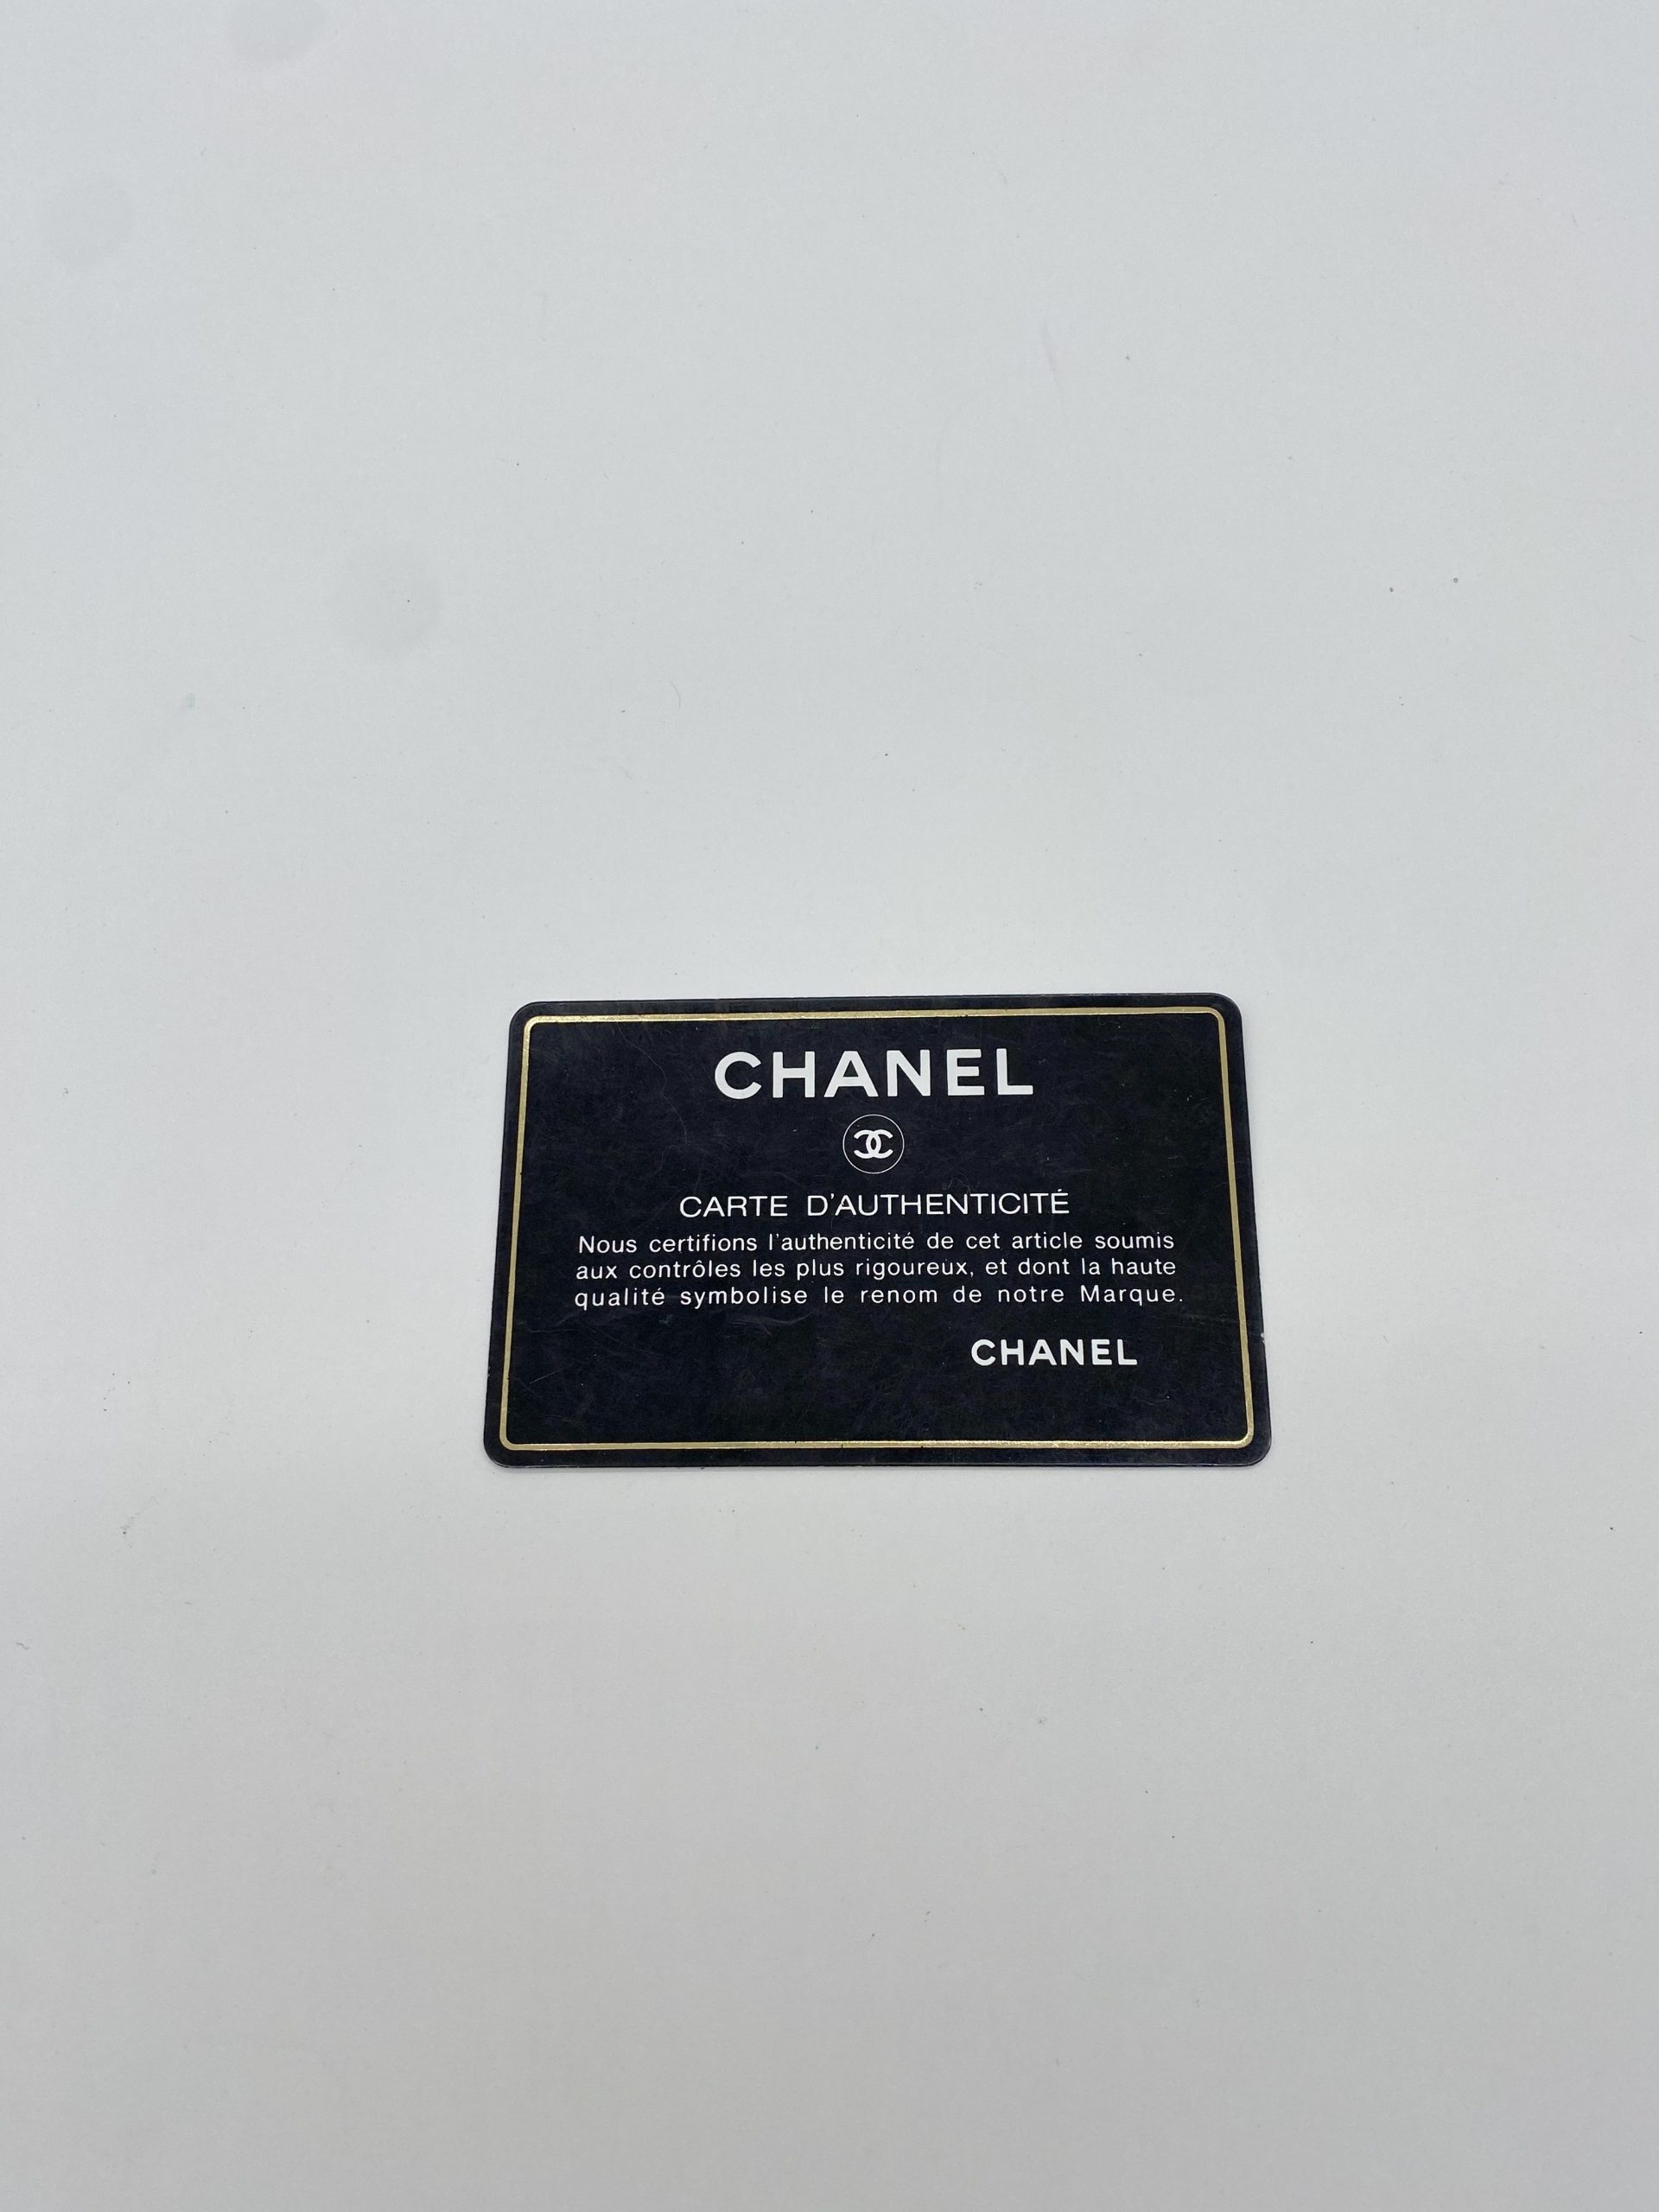 CHANEL
CARTE D'AUTHENTICITÉ
Nous certifions l'authenticité de cet article soumis
aux contrôles les plus rigoureux, et dont la haute
qualité symbolise le renom de notre Marque.
CHANEL